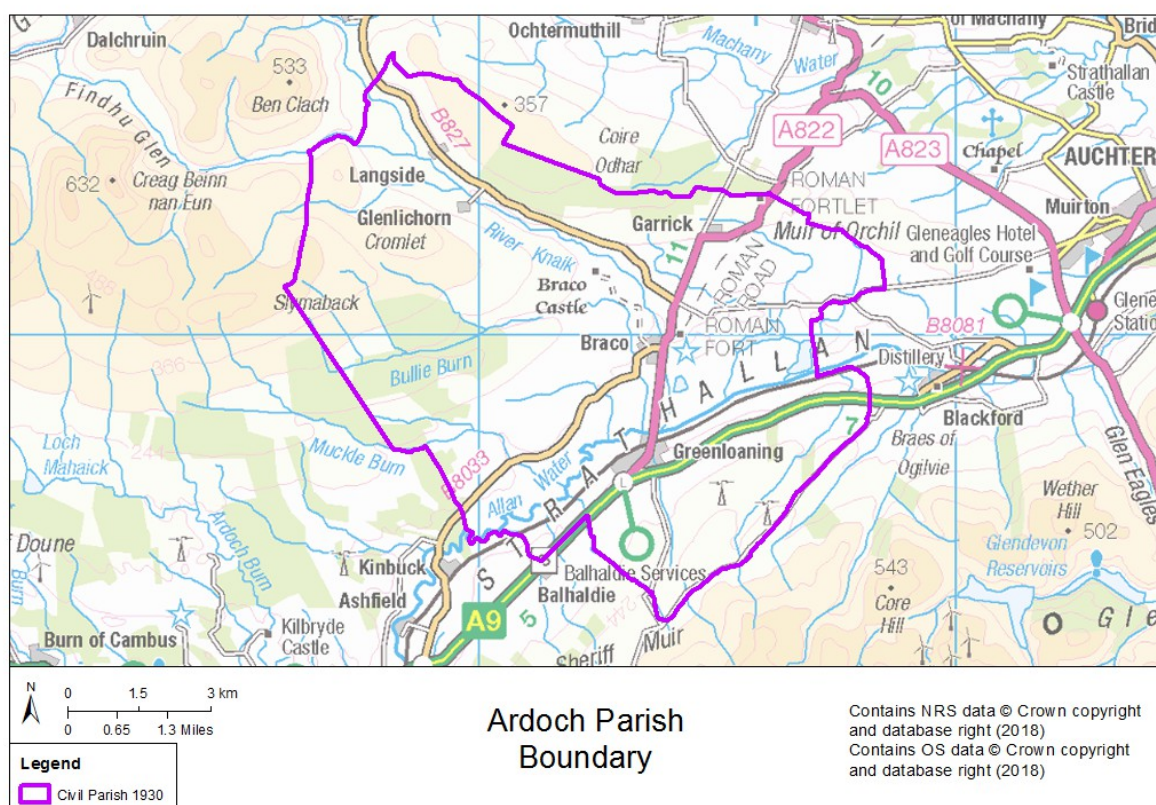 Dalchruin
Ochtermuthill
Machany
Water
of Machany
Brid
533
Ben Clach
Findhu Glen
357
B827
Coire
Odhar
10
A822
A823
Strathallan
Castle
Chapel
AUCHTER
632
Creag Beinn
nan Eun
Langside
Glenlichorn
Cromlet
ROMAN
FORTLET
Muirton
Garrick
Muir of Orchil
Gleneagles Hotel
and Golf Course
River Knaik
11
ROMAN
ROAD
Braco
Castle
Slymaback
Glene
Statio
B8081
Braco
ROMAN
FORT
Distillery
Bullie Burn
366
STRATHALLAN
Blackford
7
Loch
Mahaick
244
Muckle Burn
B8033
Greenloaning
Braes of
Ogilvie
Glen Eagles
Allan Water
Wether
Hill
502
Ardoch Burn
f Doune
Burn
Glendevon
Reservoirs
Kinbuck
Balhaldie Services
543
Core
Hill
Ashfield
Balhaldie
244
A9
5
Kilbryde
Castle
Burn of Cambus
Sheriff Muir
O Gle
N
0 1.5 3 km
0 0.65 1.3 Miles
Legend
Civil Parish 1930
Ardoch Parish
Boundary
Contains NRS data © Crown copyright
and database right (2018)
Contains OS data © Crown copyright
and database right (2018)